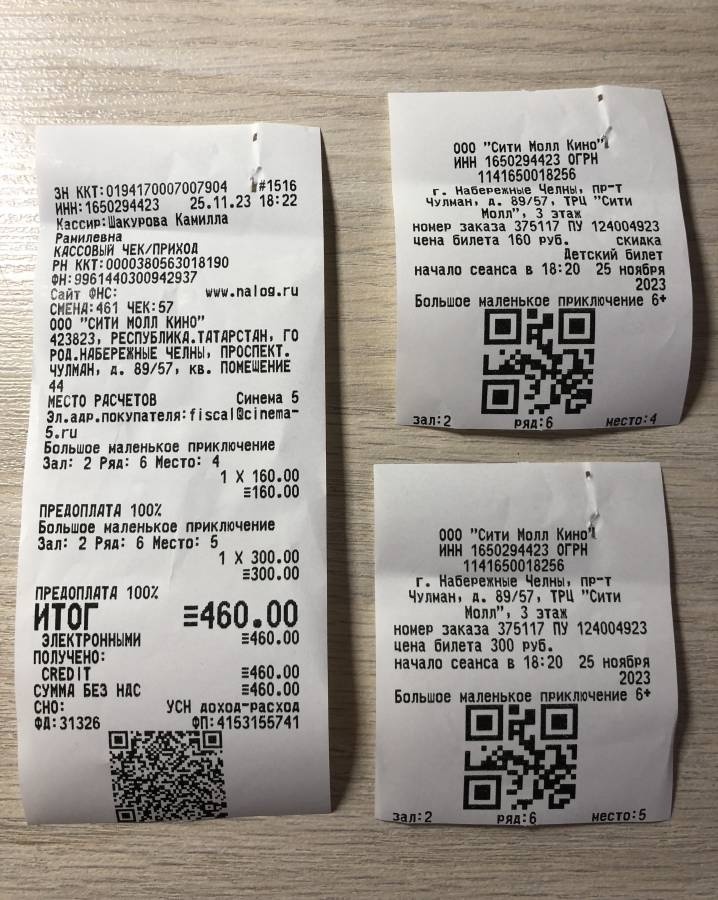 ЗН ККТ:0194170007007904 #1516
ИНН:1650294423 25.11.23 18:22
Кассир:Шакурова Камилла
Рамилевна
КАССОВЫЙ ЧЕК/ПРИХОД
РН ККТ:0000380563018190
ФН:9961440300942937
Сайт ФНС: www.nalog.ru
СМЕНА:461 ЧЕК:57
ООО "СИТИ МОЛЛ КИНО"
423823, РЕСПУБЛИКА.ТАТАРСТАН, ГО
РОД.НАБЕРЕЖНЫЕ ЧЕЛНЫ, ПРОСПЕКТ.
ЧУЛМАН, д. 89/57, кв. ПОМЕЩЕНИЕ
44
МЕСТО РАСЧЕТОВ Синема 5
Эл.адр.покупателя:fiscal@cinema-
5.ru
Большое маленькое приключение
Зал: 2 Ряд: 6 Место: 4
1 X 160.00
≡160.00
ПРЕДОПЛАТА 100%
Большое маленькое приключение
Зал: 2 Ряд: 6 Место: 5
1 X 300.00
≡300.00
ПРЕДОПЛАТА 100%
ИТОГ ≡460.00
ЭЛЕКТРОННЫМИ ≡460.00
ПОЛУЧЕНО:
CREDIT ≡460.00
СУММА БЕЗ НДС ≡460.00
СНО: УСН доход-расход
ФД:31326 ФП:4153155741
ООО "Сити Молл Кино"
ИНН 1650294423 ОГРН
1141650018256
г. Набережные Челны, пр-т
Чулман, д. 89/57, ТРЦ "Сити
Молл", 3 этаж
номер заказа 375117 ПУ 124004923
цена билета 160 руб. скидка
Детский билет
начало сеанса в 18:20 25 ноября
2023
Большое маленькое приключение 6+
зал:2 ряд:6 место:4
ООО "Сити Молл Кино"
ИНН 1650294423 ОГРН
1141650018256
г. Набережные Челны, пр-т
Чулман, д. 89/57, ТРЦ "Сити
Молл", 3 этаж
номер заказа 375117 ПУ 124004923
цена билета 300 руб.
начало сеанса в 18:20 25 ноября
2023
Большое маленькое приключение 6+
зал:2 ряд:6 место:5